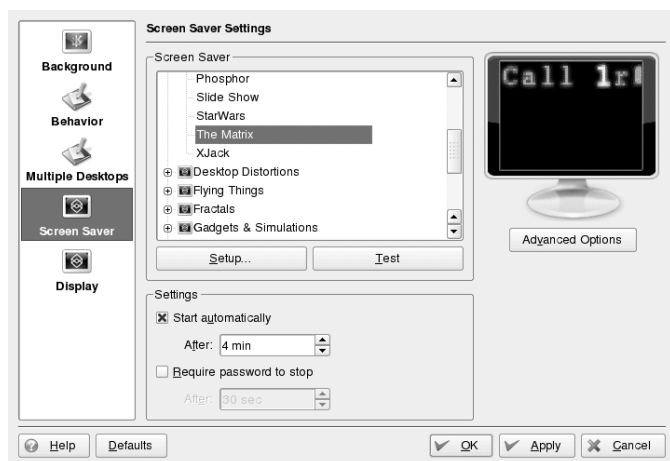 Screen Saver Settings
Background
Behavior
Multiple Desktops
Screen Saver
Display
Screen Saver
Phosphor
Slide Show
StarWars
The Matrix
XJack
Desktop Distortions
Flying Things
Fractals
Gadgets & Simulations
Setup...
Test
Call
Advanced Options
Settings
Start automatically
After: 4 min
Require password to stop
After: 30 sec
Help
Defaults
OK
Apply
Cancel